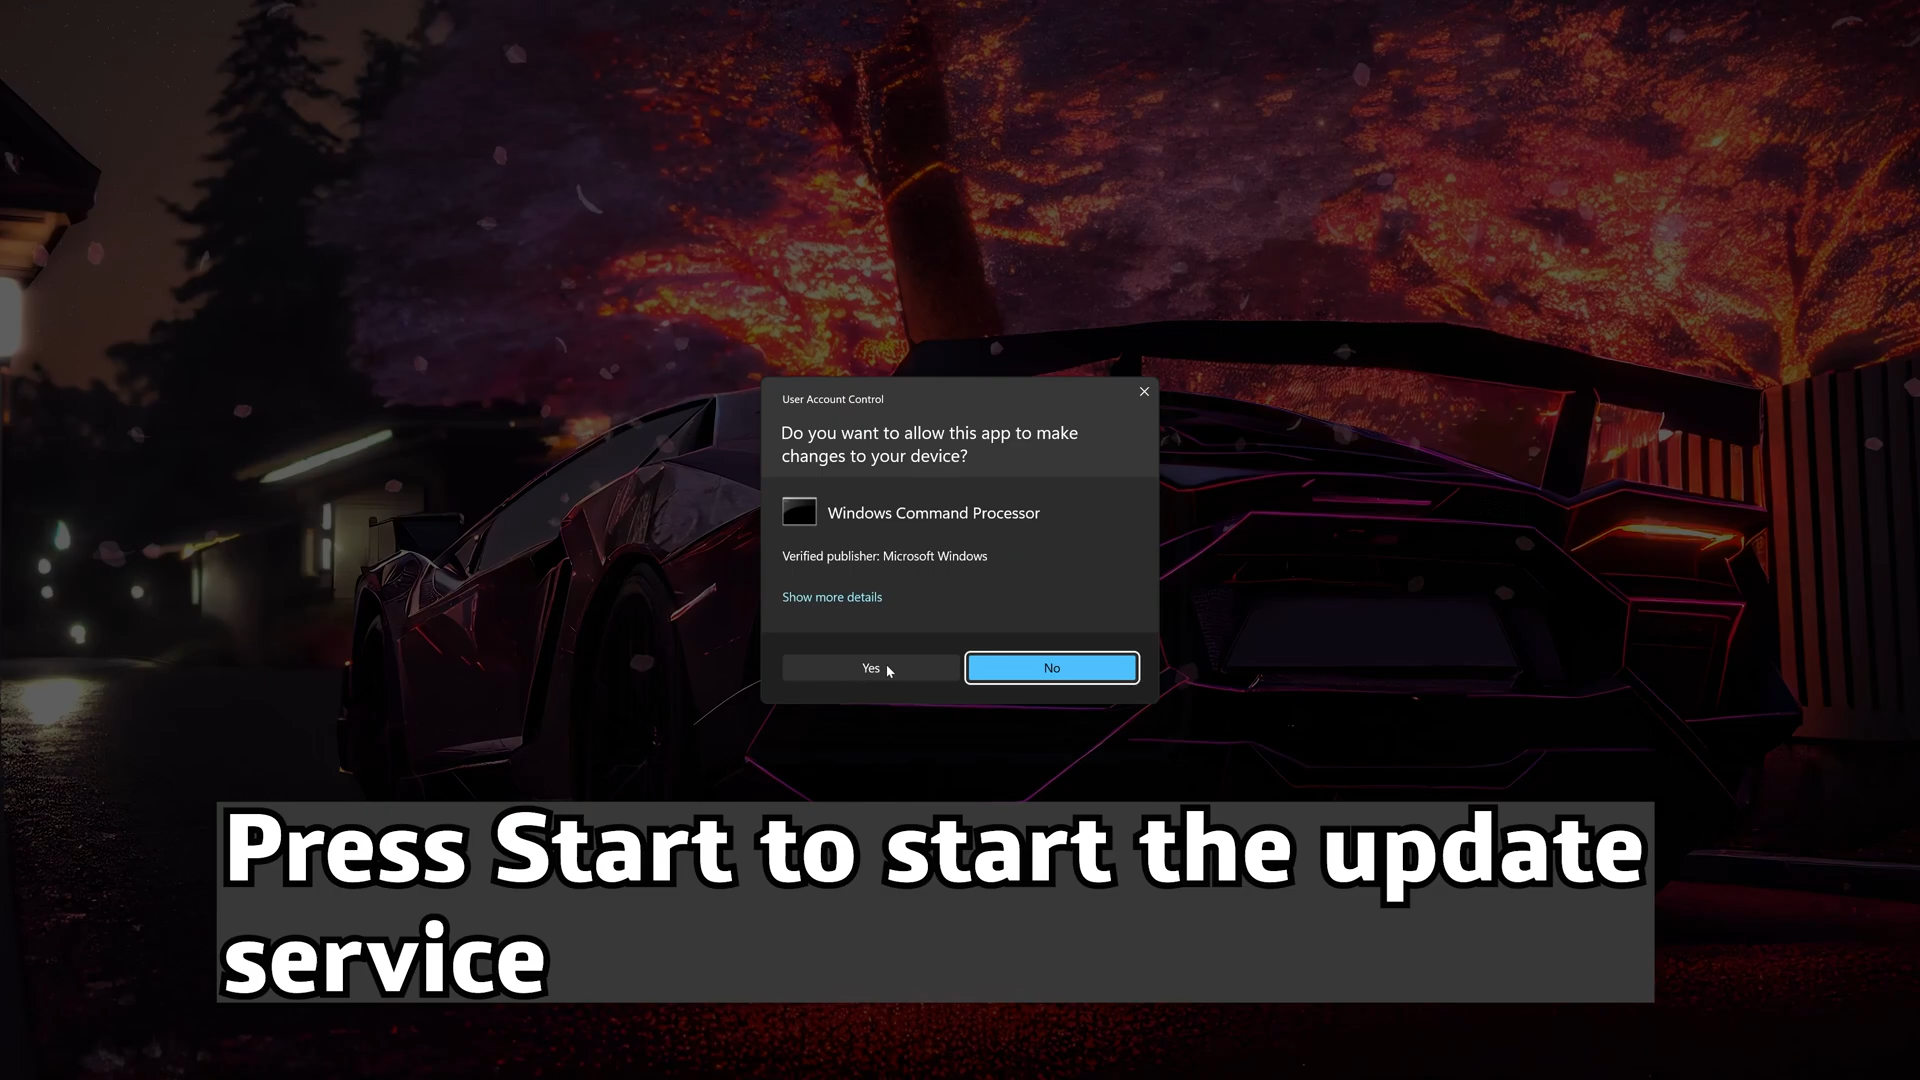 User Account Control
Do you want to allow this app to make
changes to your device?
Windows Command Processor
Verified publisher: Microsoft Windows
Show more details
Yes
No
Press Start to start the update
service